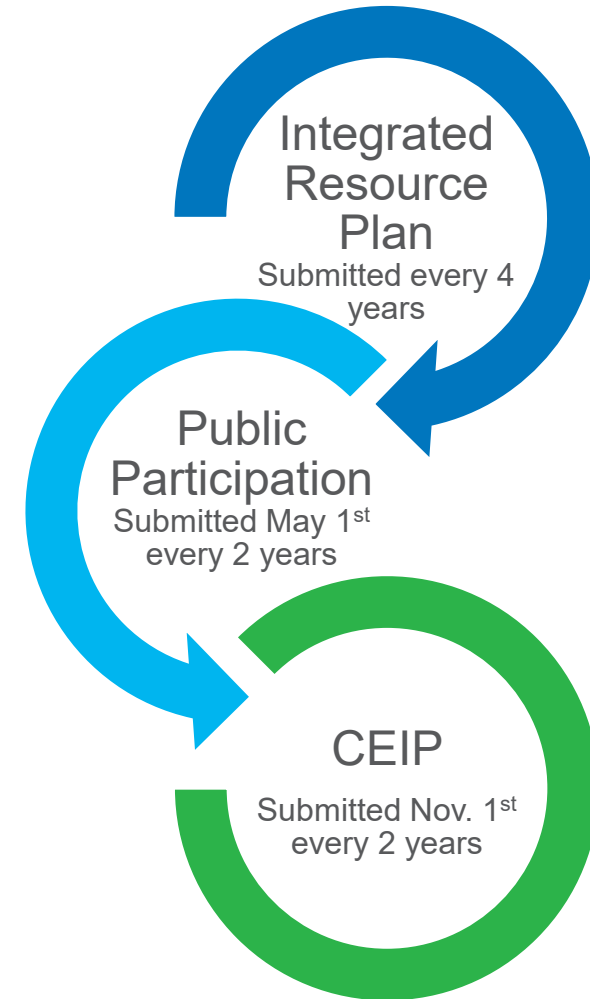 Integrated
Resource
Plan
Submitted every 4
years
Public
Participation
Submitted May 1st
every 2 years
CEIP
Submitted Nov. 1st
every 2 years